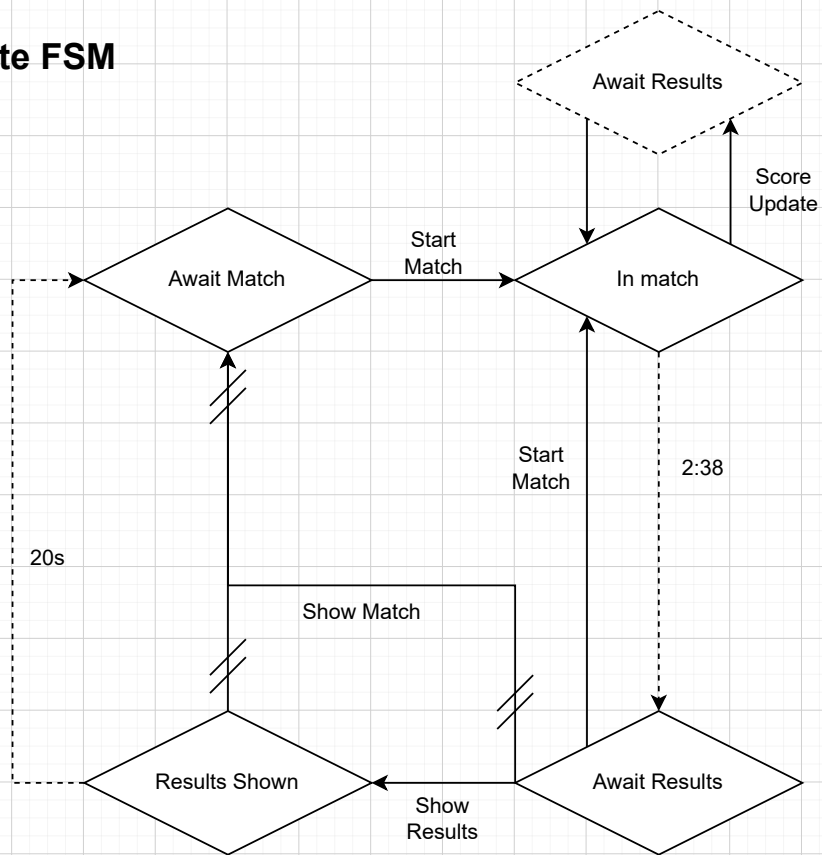 te FSM
Await Results
Score
Update
Await Match
Start
Match
In match
Start
Match
2:38
20s
Show Match
Results Shown
Show
Results
Await Results